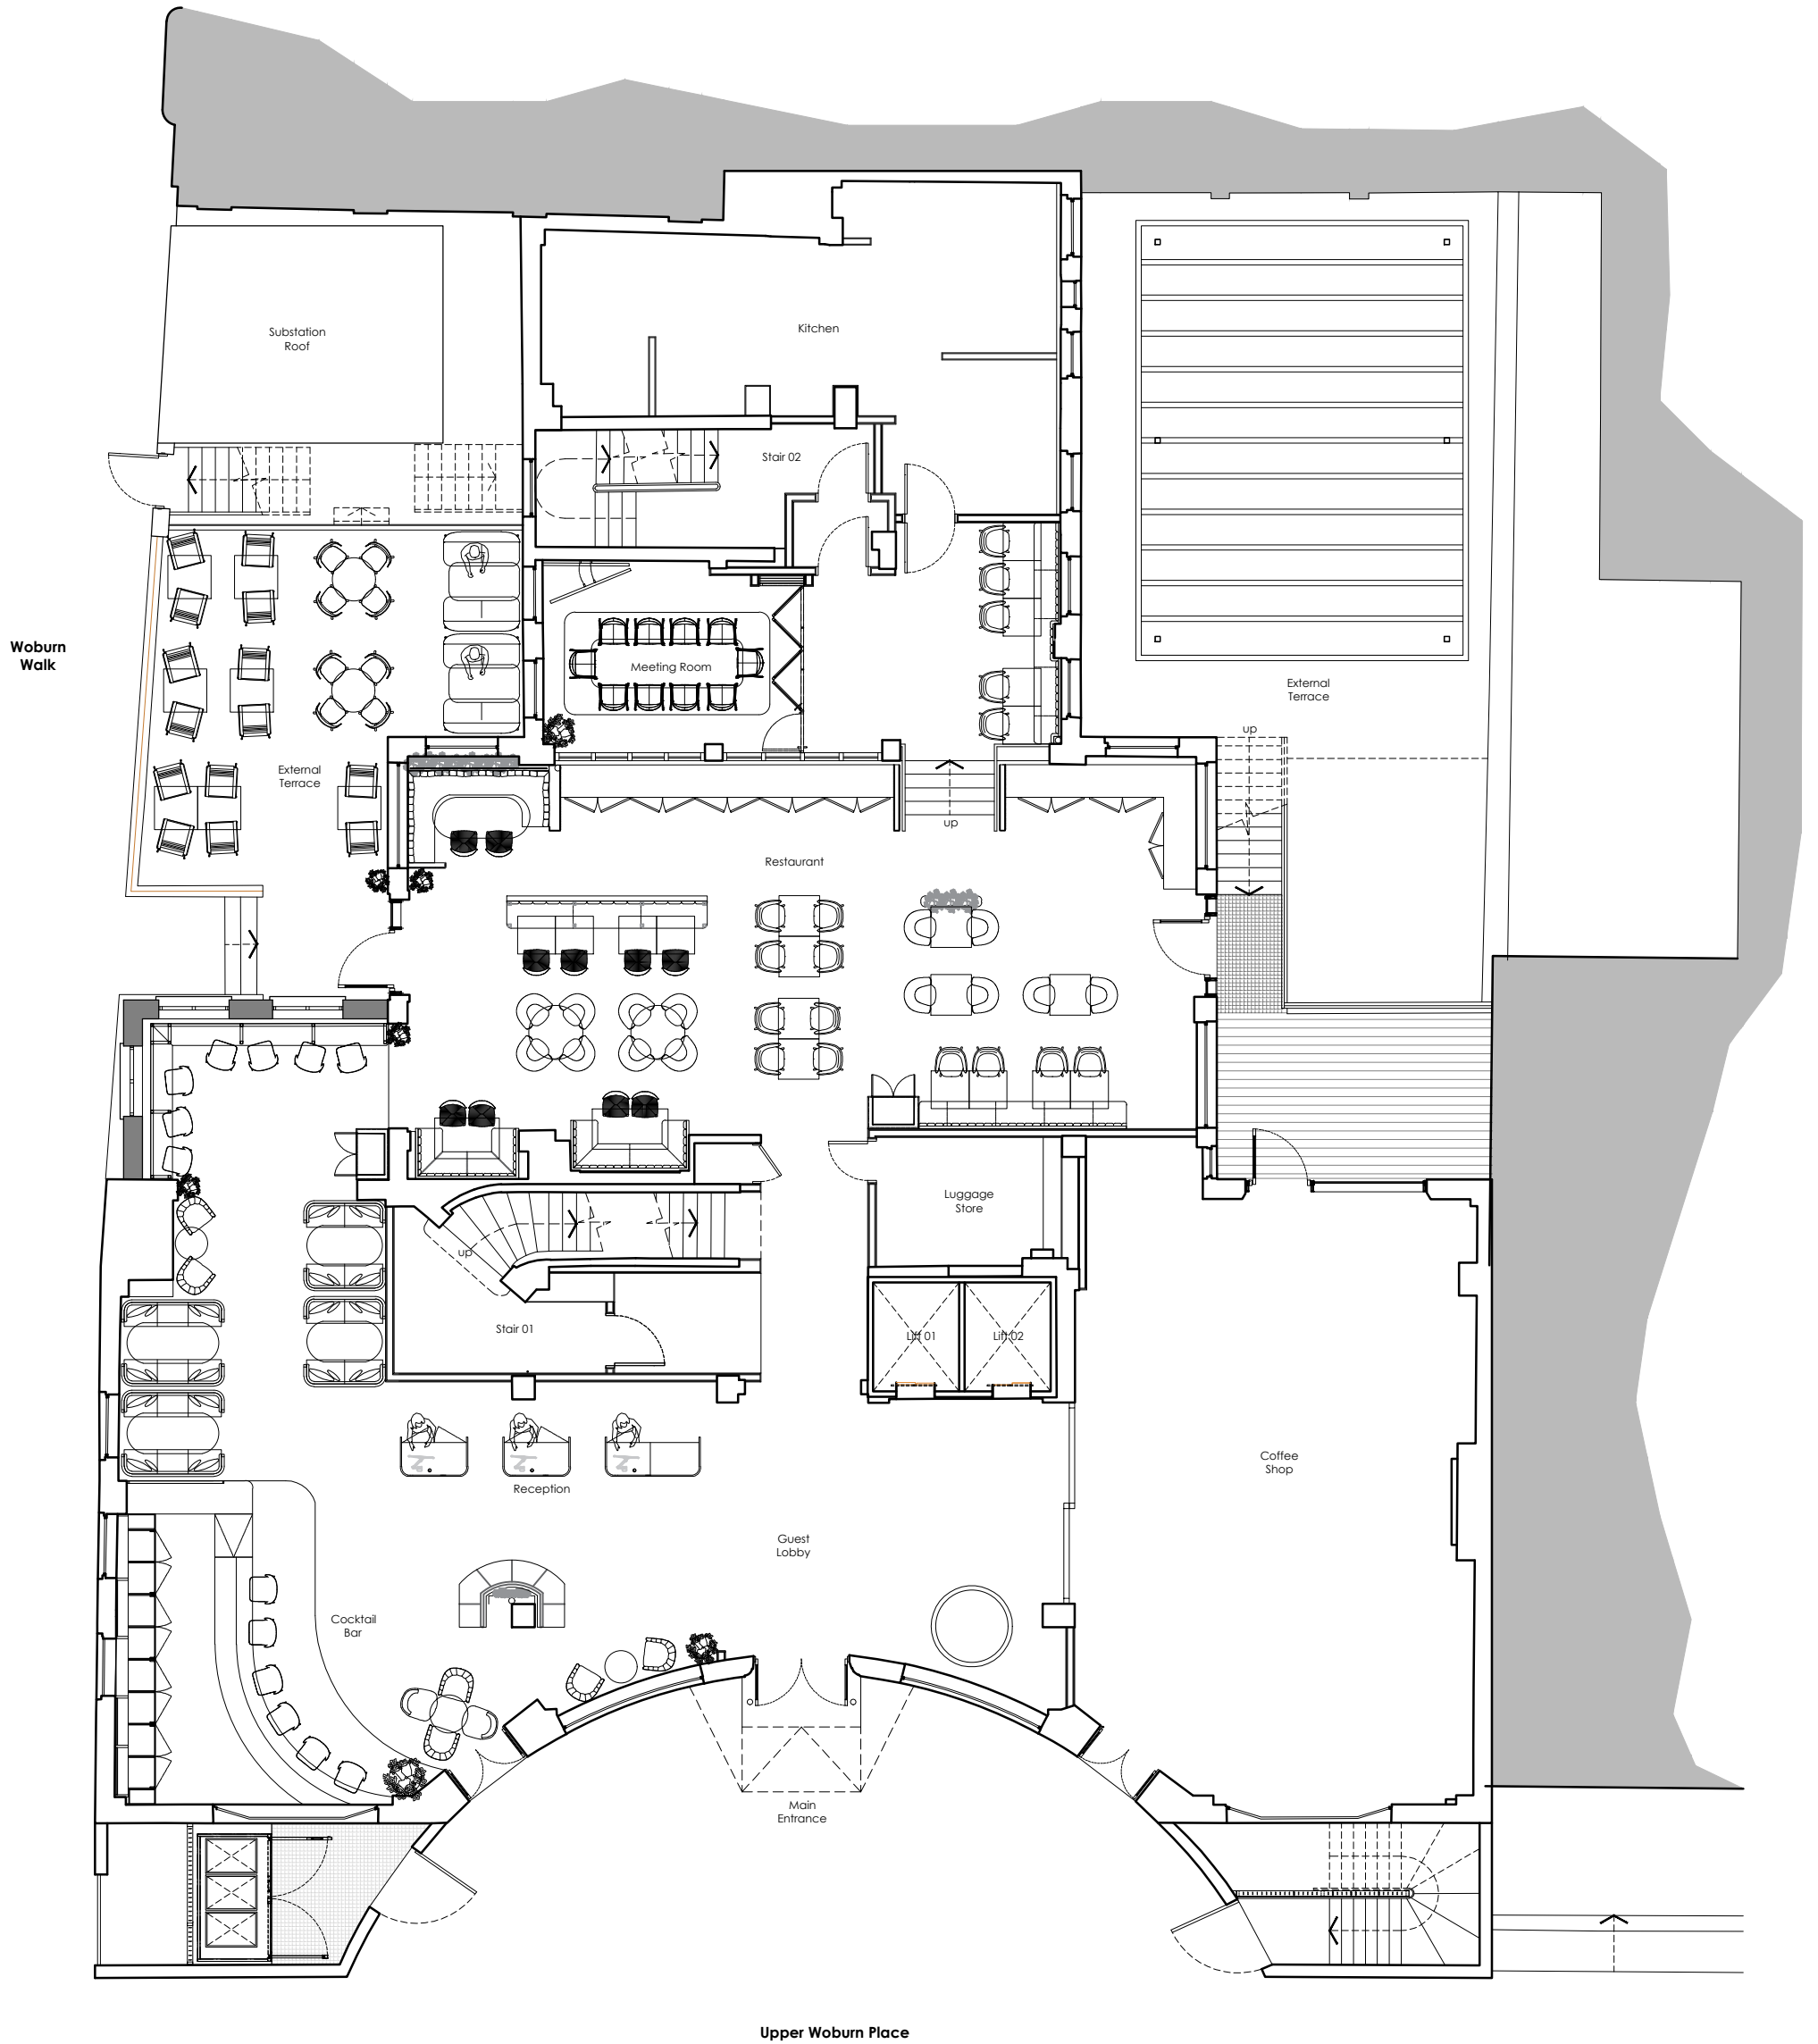 Substation
Roof
Kitchen
Stair 02
Woburn
Walk
Meeting Room
External
Terrace
up
External
Terrace
up
Restaurant
Luggage
Store
up
Stair 01
Lift 01
Lift 02
Coffee
Shop
Reception
Guest
Lobby
Cocktail
Bar
Main
Entrance
Upper Woburn Place